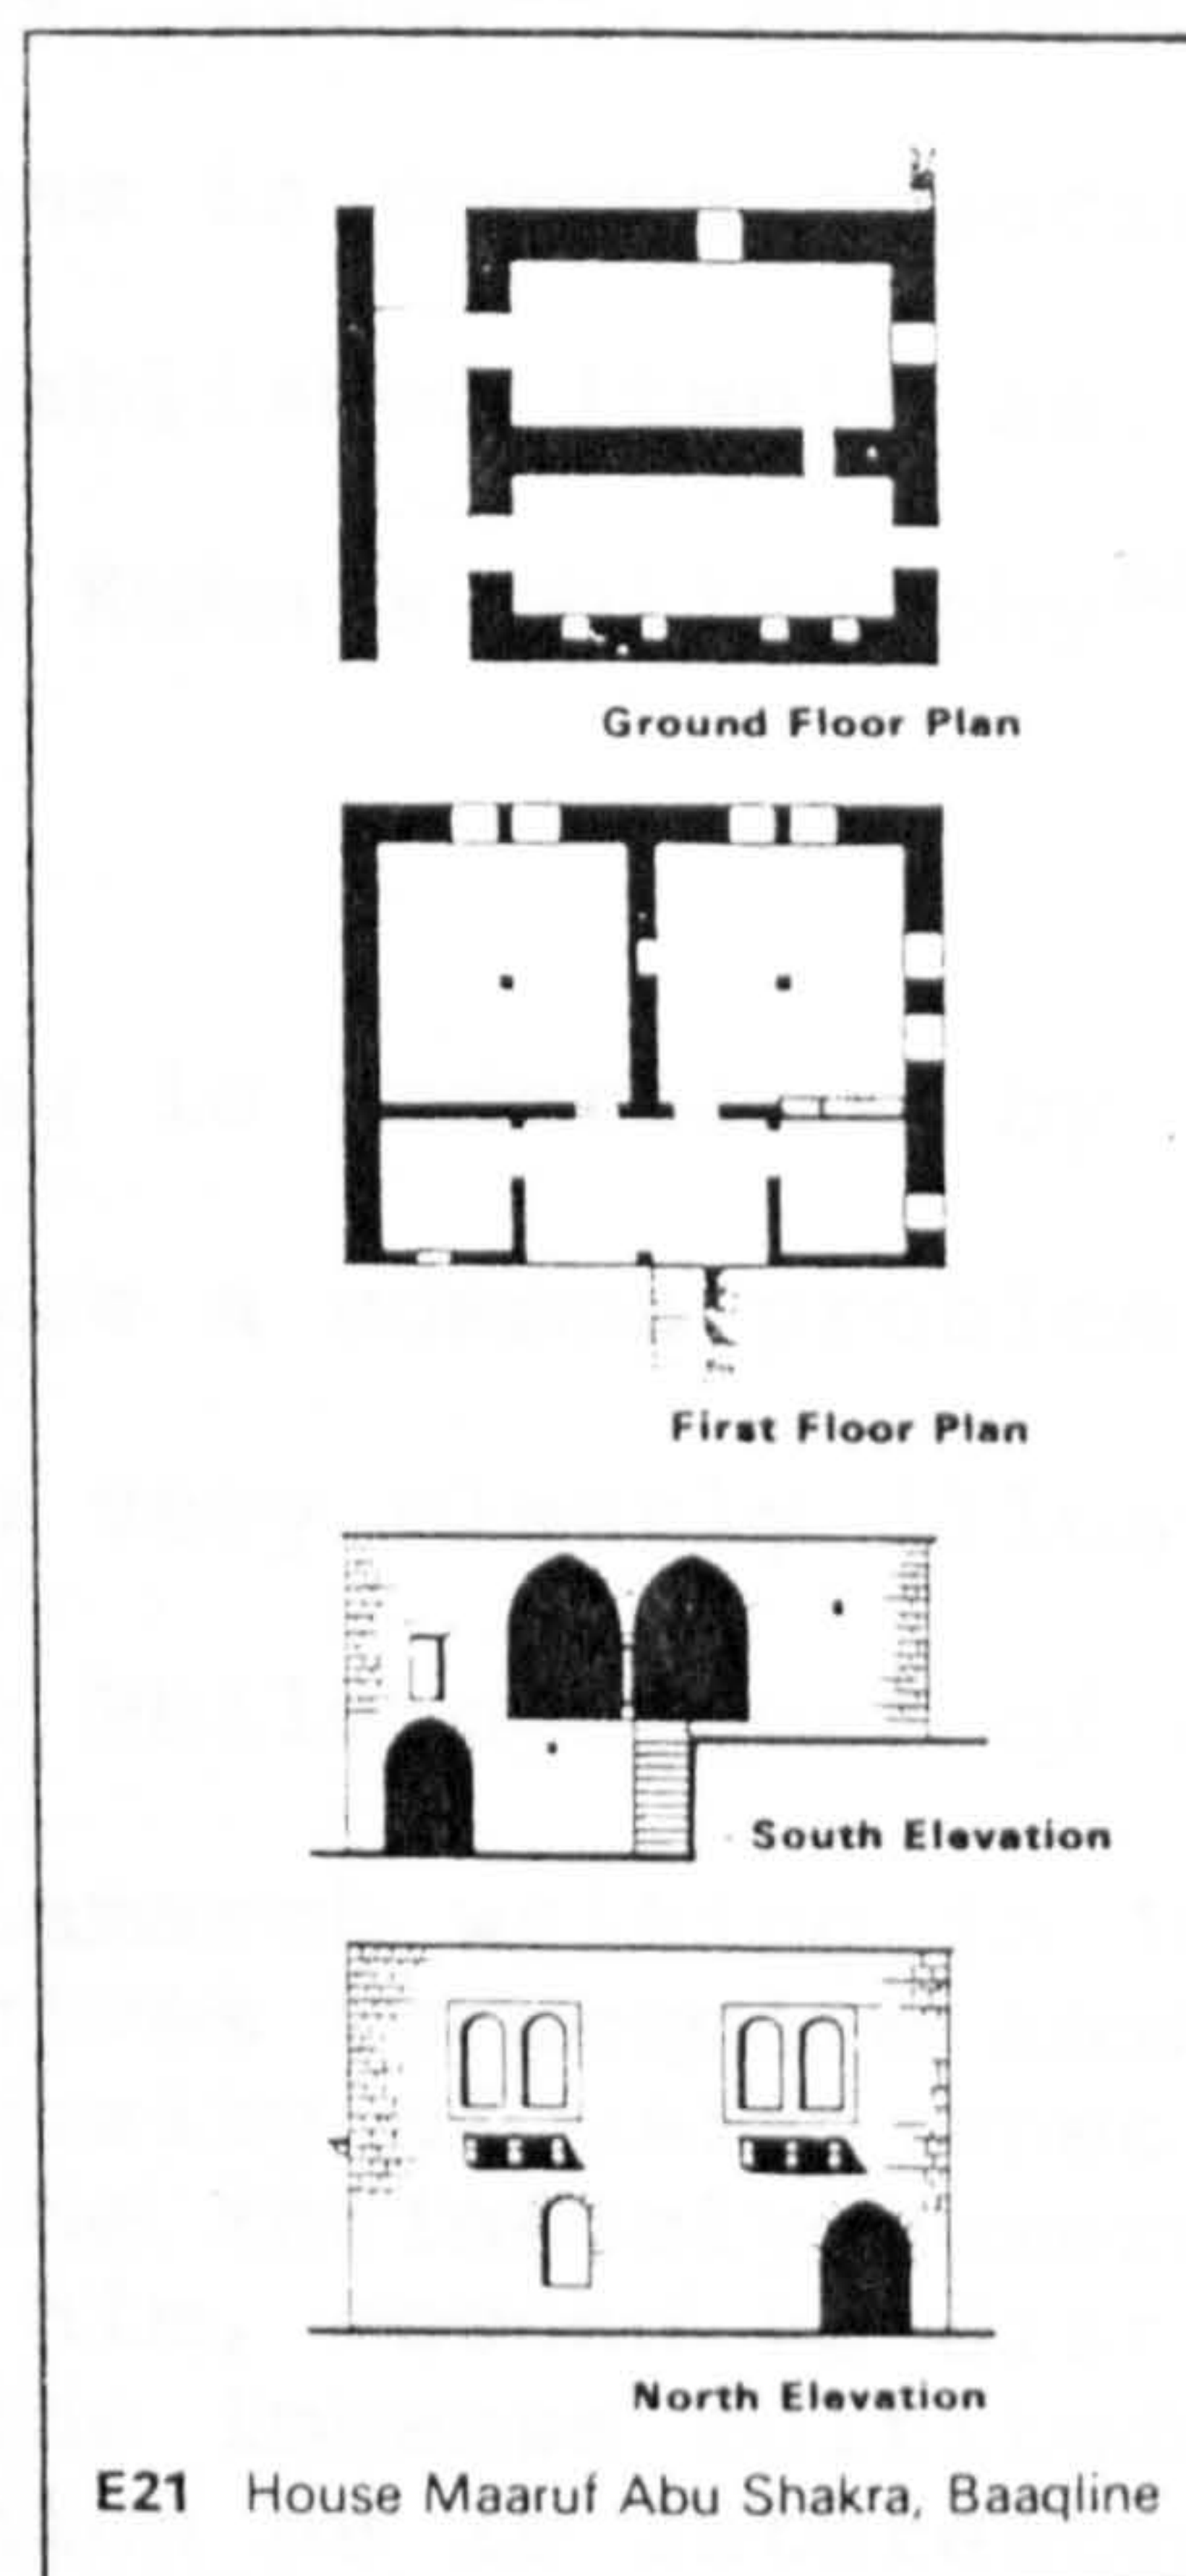 Ground Floor Plan
First Floor Plan
South Elevation
North Elevation
E21 House Maaruf Abu Shakra, Baaqline